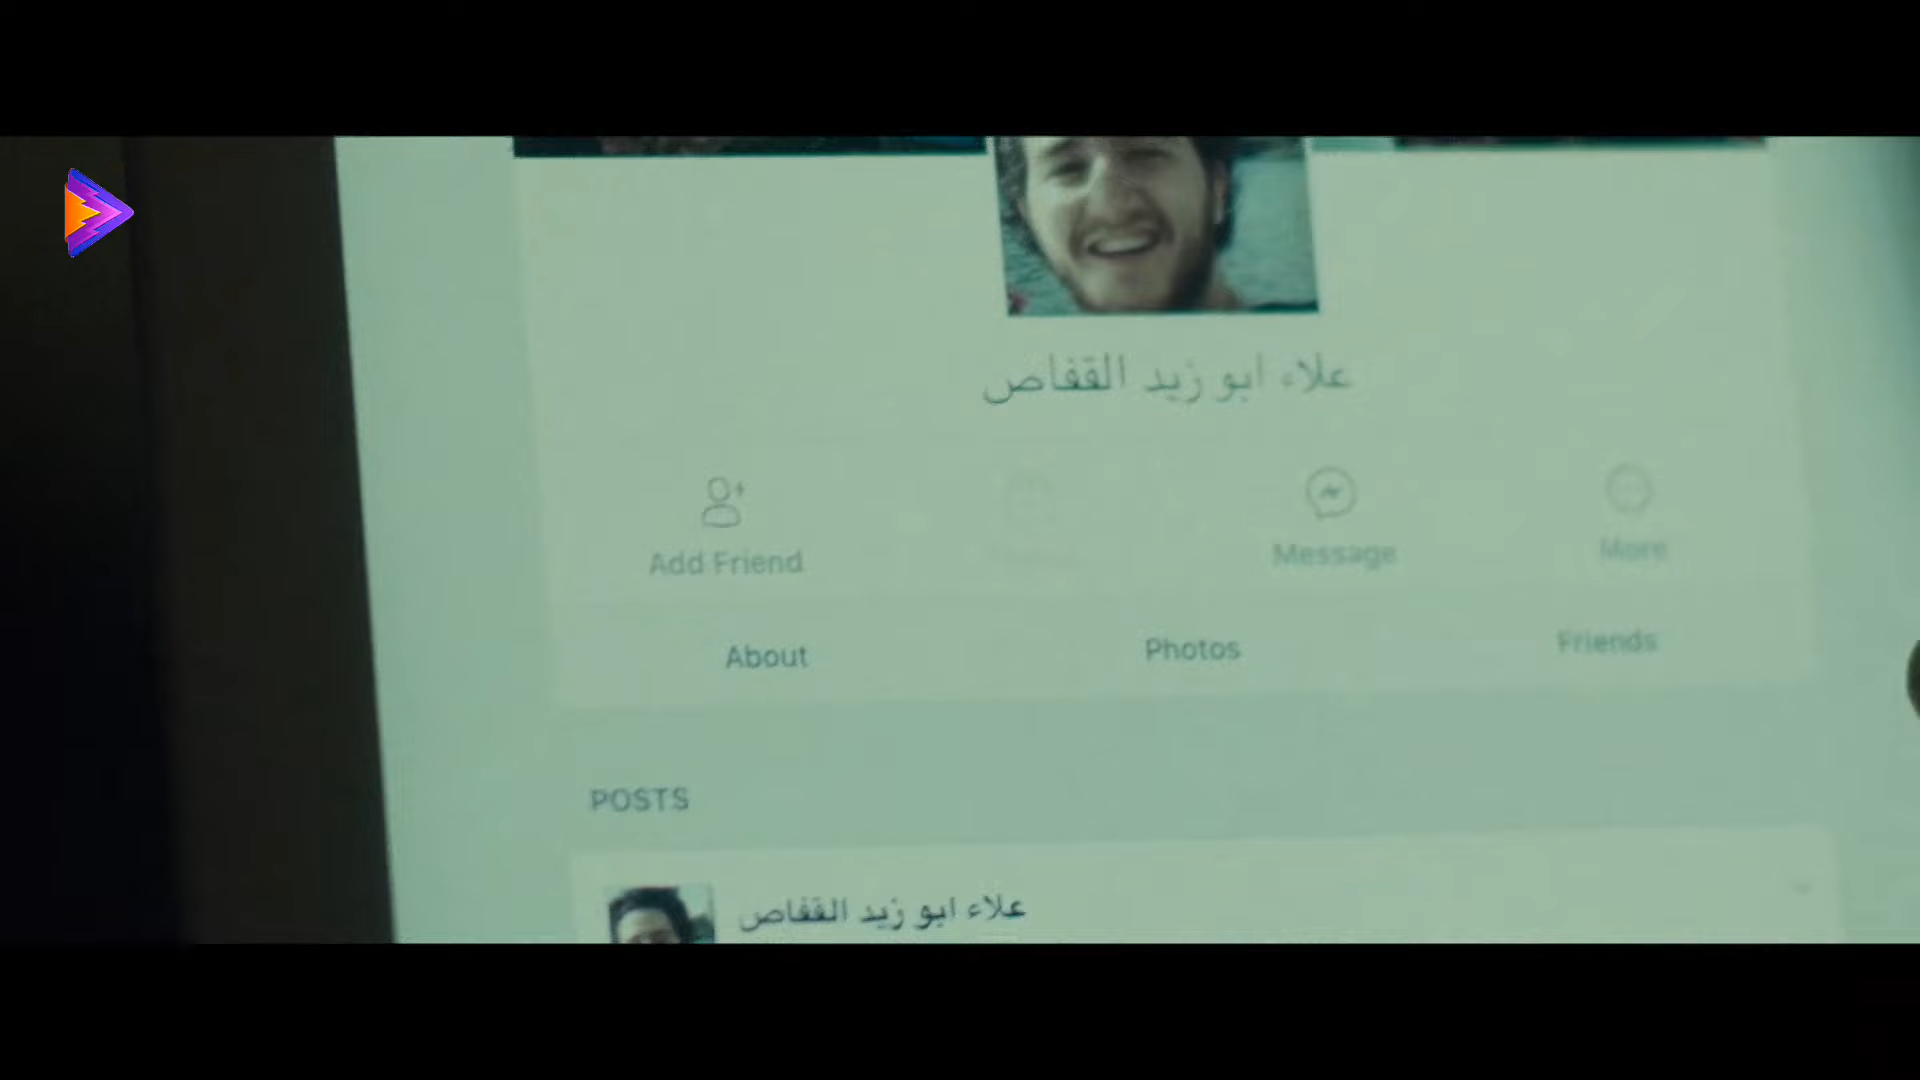 علاء ابو زيد القفاص
Add Friend
Message
More
About
Photos
Friends
POSTS
علاء ابو زيد القفاص